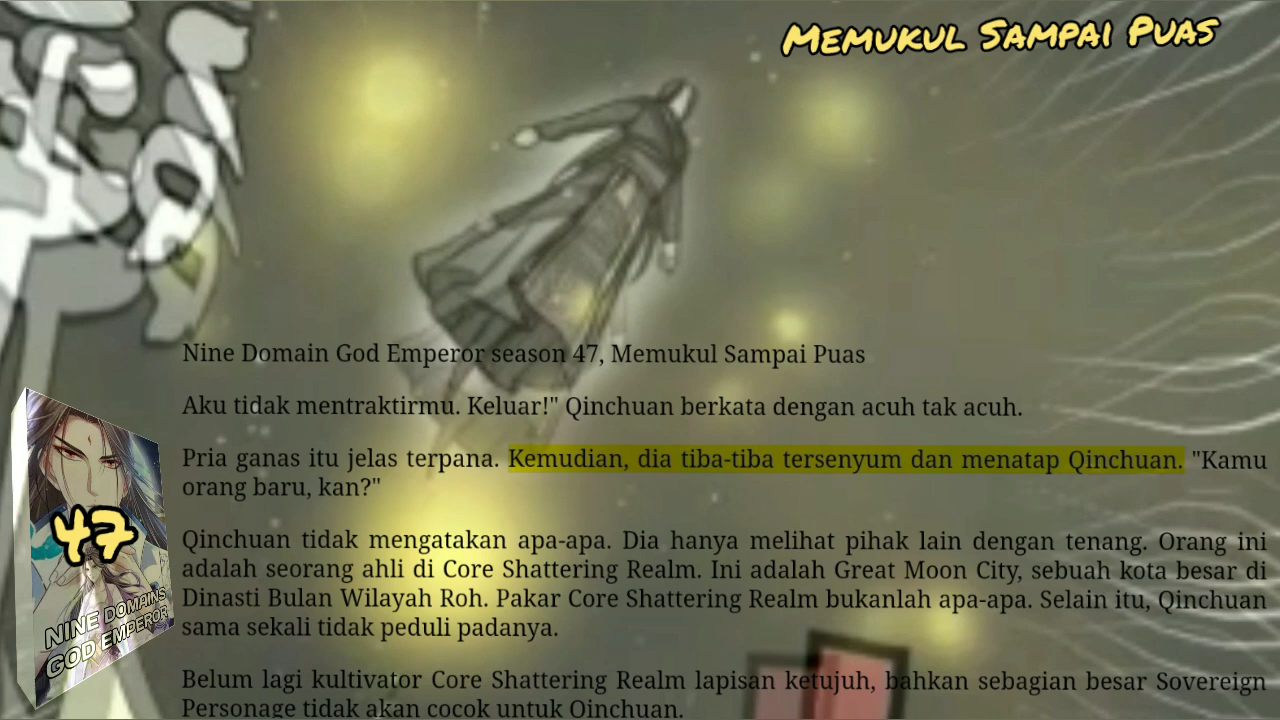 Memukul Sampai Puas
Nine Domain God Emperor season 47, Memukul Sampai Puas
Aku tidak mentraktirmu. Keluar!" Qinchuan berkata dengan acuh tak acuh.
Pria ganas itu jelas terpana. Kemudian, dia tiba-tiba tersenyum dan menatap Qinchuan. "Kamu
orang baru, kan?"
Qinchuan tidak mengatakan apa-apa. Dia hanya melihat pihak lain dengan tenang. Orang ini
adalah seorang ahli di Core Shattering Realm. Ini adalah Great Moon City, sebuah kota besar di
Dinasti Bulan Wilayah Roh. Pakar Core Shattering Realm bukanlah apa-apa. Selain itu, Qinchuan
sama sekali tidak peduli padanya.
Belum lagi kultivator Core Shattering Realm lapisan ketujuh, bahkan sebagian besar Sovereign
Personage tidak akan cocok untuk Qinchuan.
47
NINE DOMAINS
GOD EMPEROR